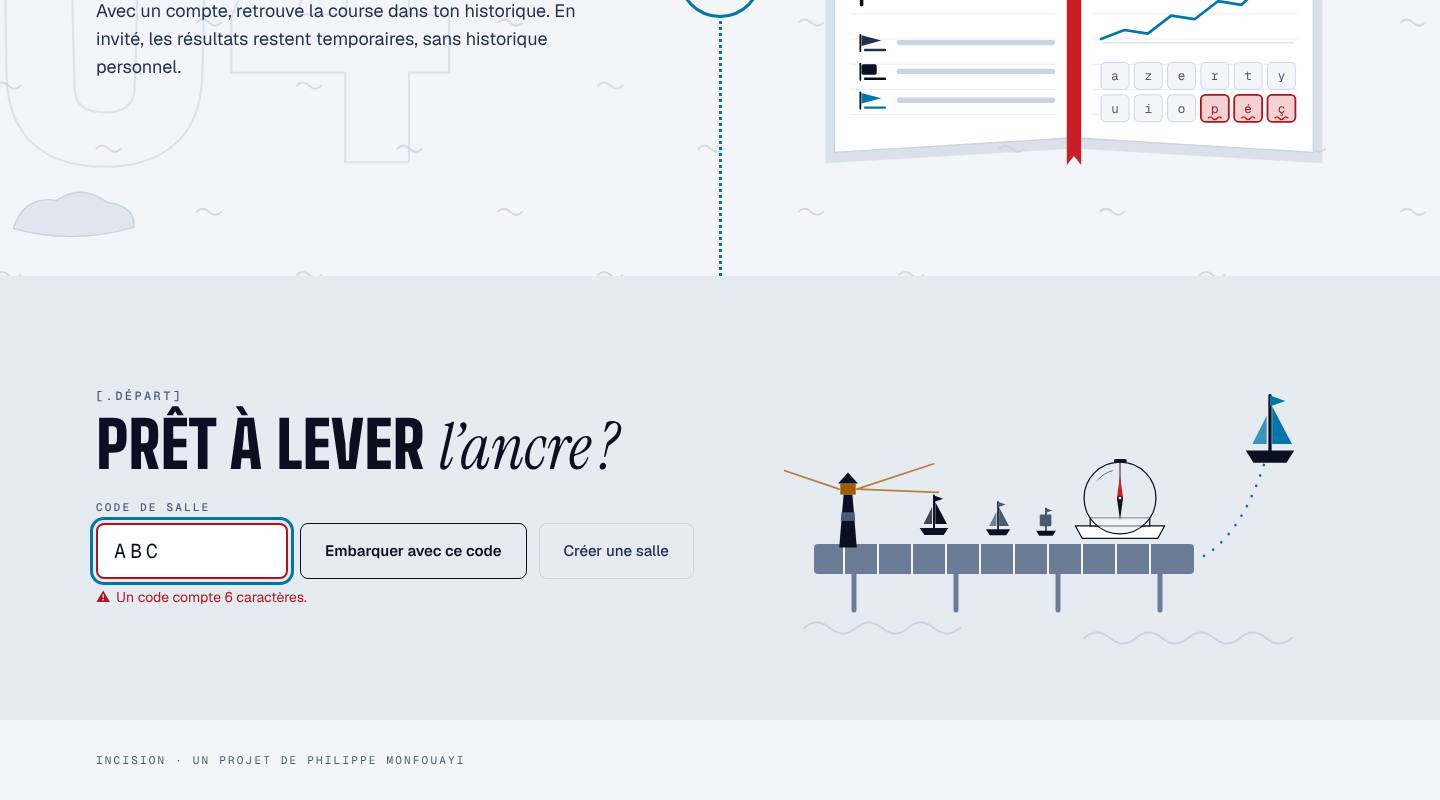 Avec un compte, retrouve la course dans ton historique. En
invité, les résultats restent temporaires, sans historique
personnel.
04
a z e r t y
u i o p é ç
[.DÉPART]
PRÊT À LEVER l'ancre ?
CODE DE SALLE
ABC
Embarquer avec ce code
Créer une salle
Un code compte 6 caractères.
INCISION · UN PROJET DE PHILIPPE MONFOUAYI